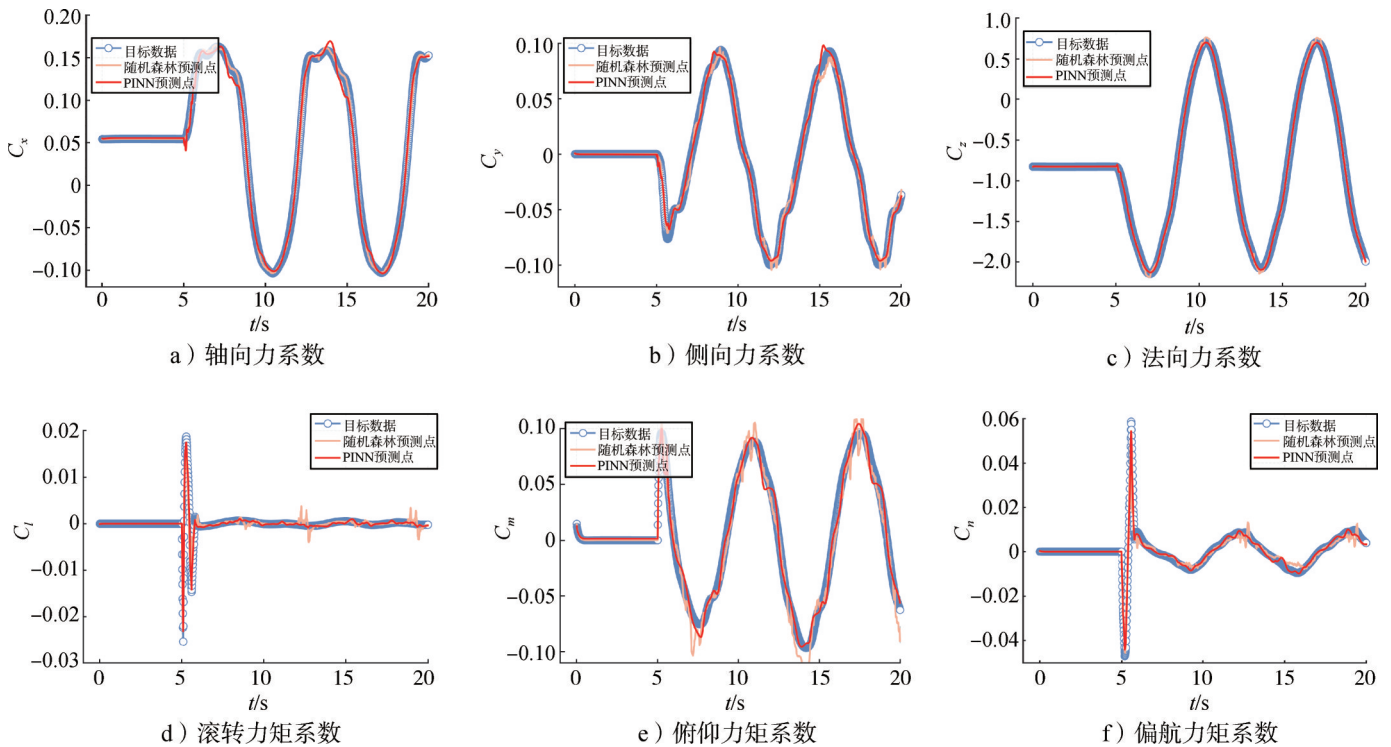 0.20
0.15
0.10
0.05
0
−0.05
−0.10
C_x
目标数据
随机森林预测点
PINN预测点
0 5 10 15 20
t/s
a）轴向力系数
0.10
0.05
0
−0.05
−0.10
C_y
目标数据
随机森林预测点
PINN预测点
0 5 10 15 20
t/s
b）侧向力系数
1.0
0.5
0
−0.5
−1.0
−1.5
−2.0
C_z
目标数据
随机森林预测点
PINN预测点
0 5 10 15 20
t/s
c）法向力系数
0.02
0.01
0
−0.01
−0.02
−0.03
C_l
目标数据
随机森林预测点
PINN预测点
0 5 10 15 20
t/s
d）滚转力矩系数
0.10
0.05
0
−0.05
−0.10
C_m
目标数据
随机森林预测点
PINN预测点
0 5 10 15 20
t/s
e）俯仰力矩系数
0.06
0.04
0.02
0
−0.02
−0.04
C_n
目标数据
随机森林预测点
PINN预测点
0 5 10 15 20
t/s
f）偏航力矩系数